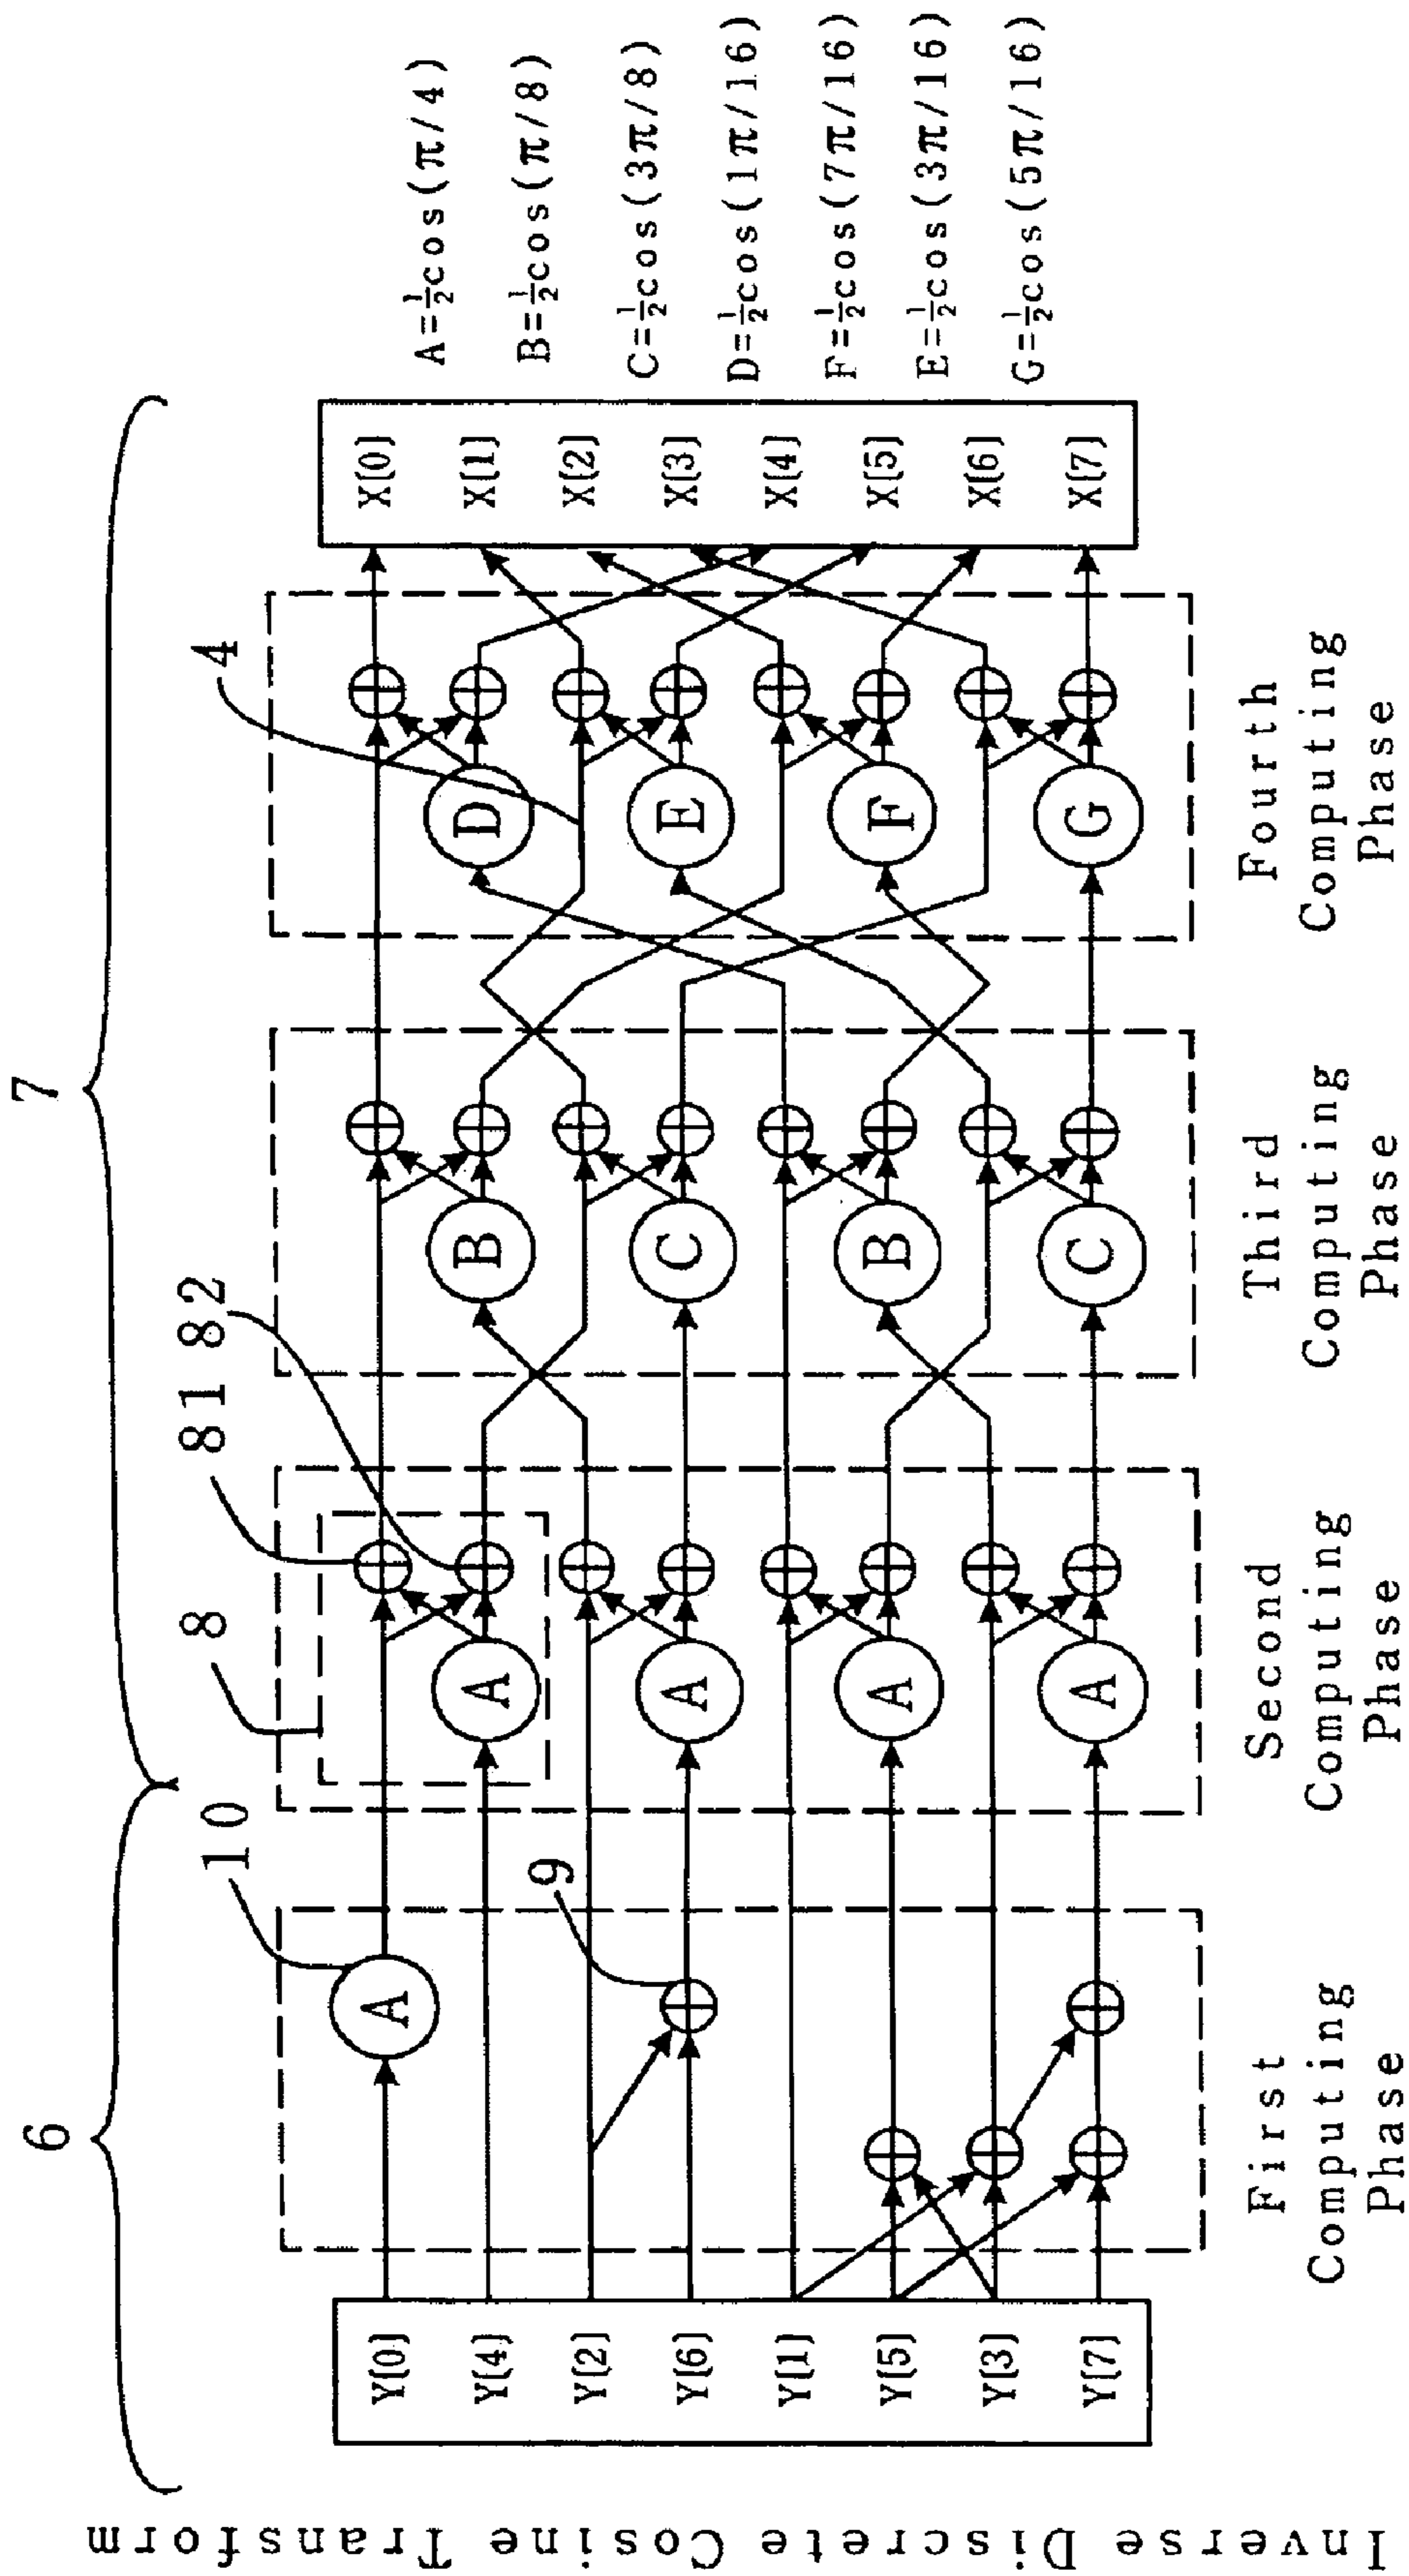 Inverse Discrete Cosine Transform
6
7
10
9
8
81 82
4
Y[0]
Y[4]
Y[2]
Y[6]
Y[1]
Y[5]
Y[3]
Y[7]
A
A
A
A
A
B
C
B
C
D
E
F
G
X[0]
X[1]
X[2]
X[3]
X[4]
X[5]
X[6]
X[7]
A=½cos(π/4)
B=½cos(π/8)
C=½cos(3π/8)
D=½cos(1π/16)
F=½cos(7π/16)
E=½cos(3π/16)
G=½cos(5π/16)
First
Computing
Phase
Second
Computing
Phase
Third
Computing
Phase
Fourth
Computing
Phase